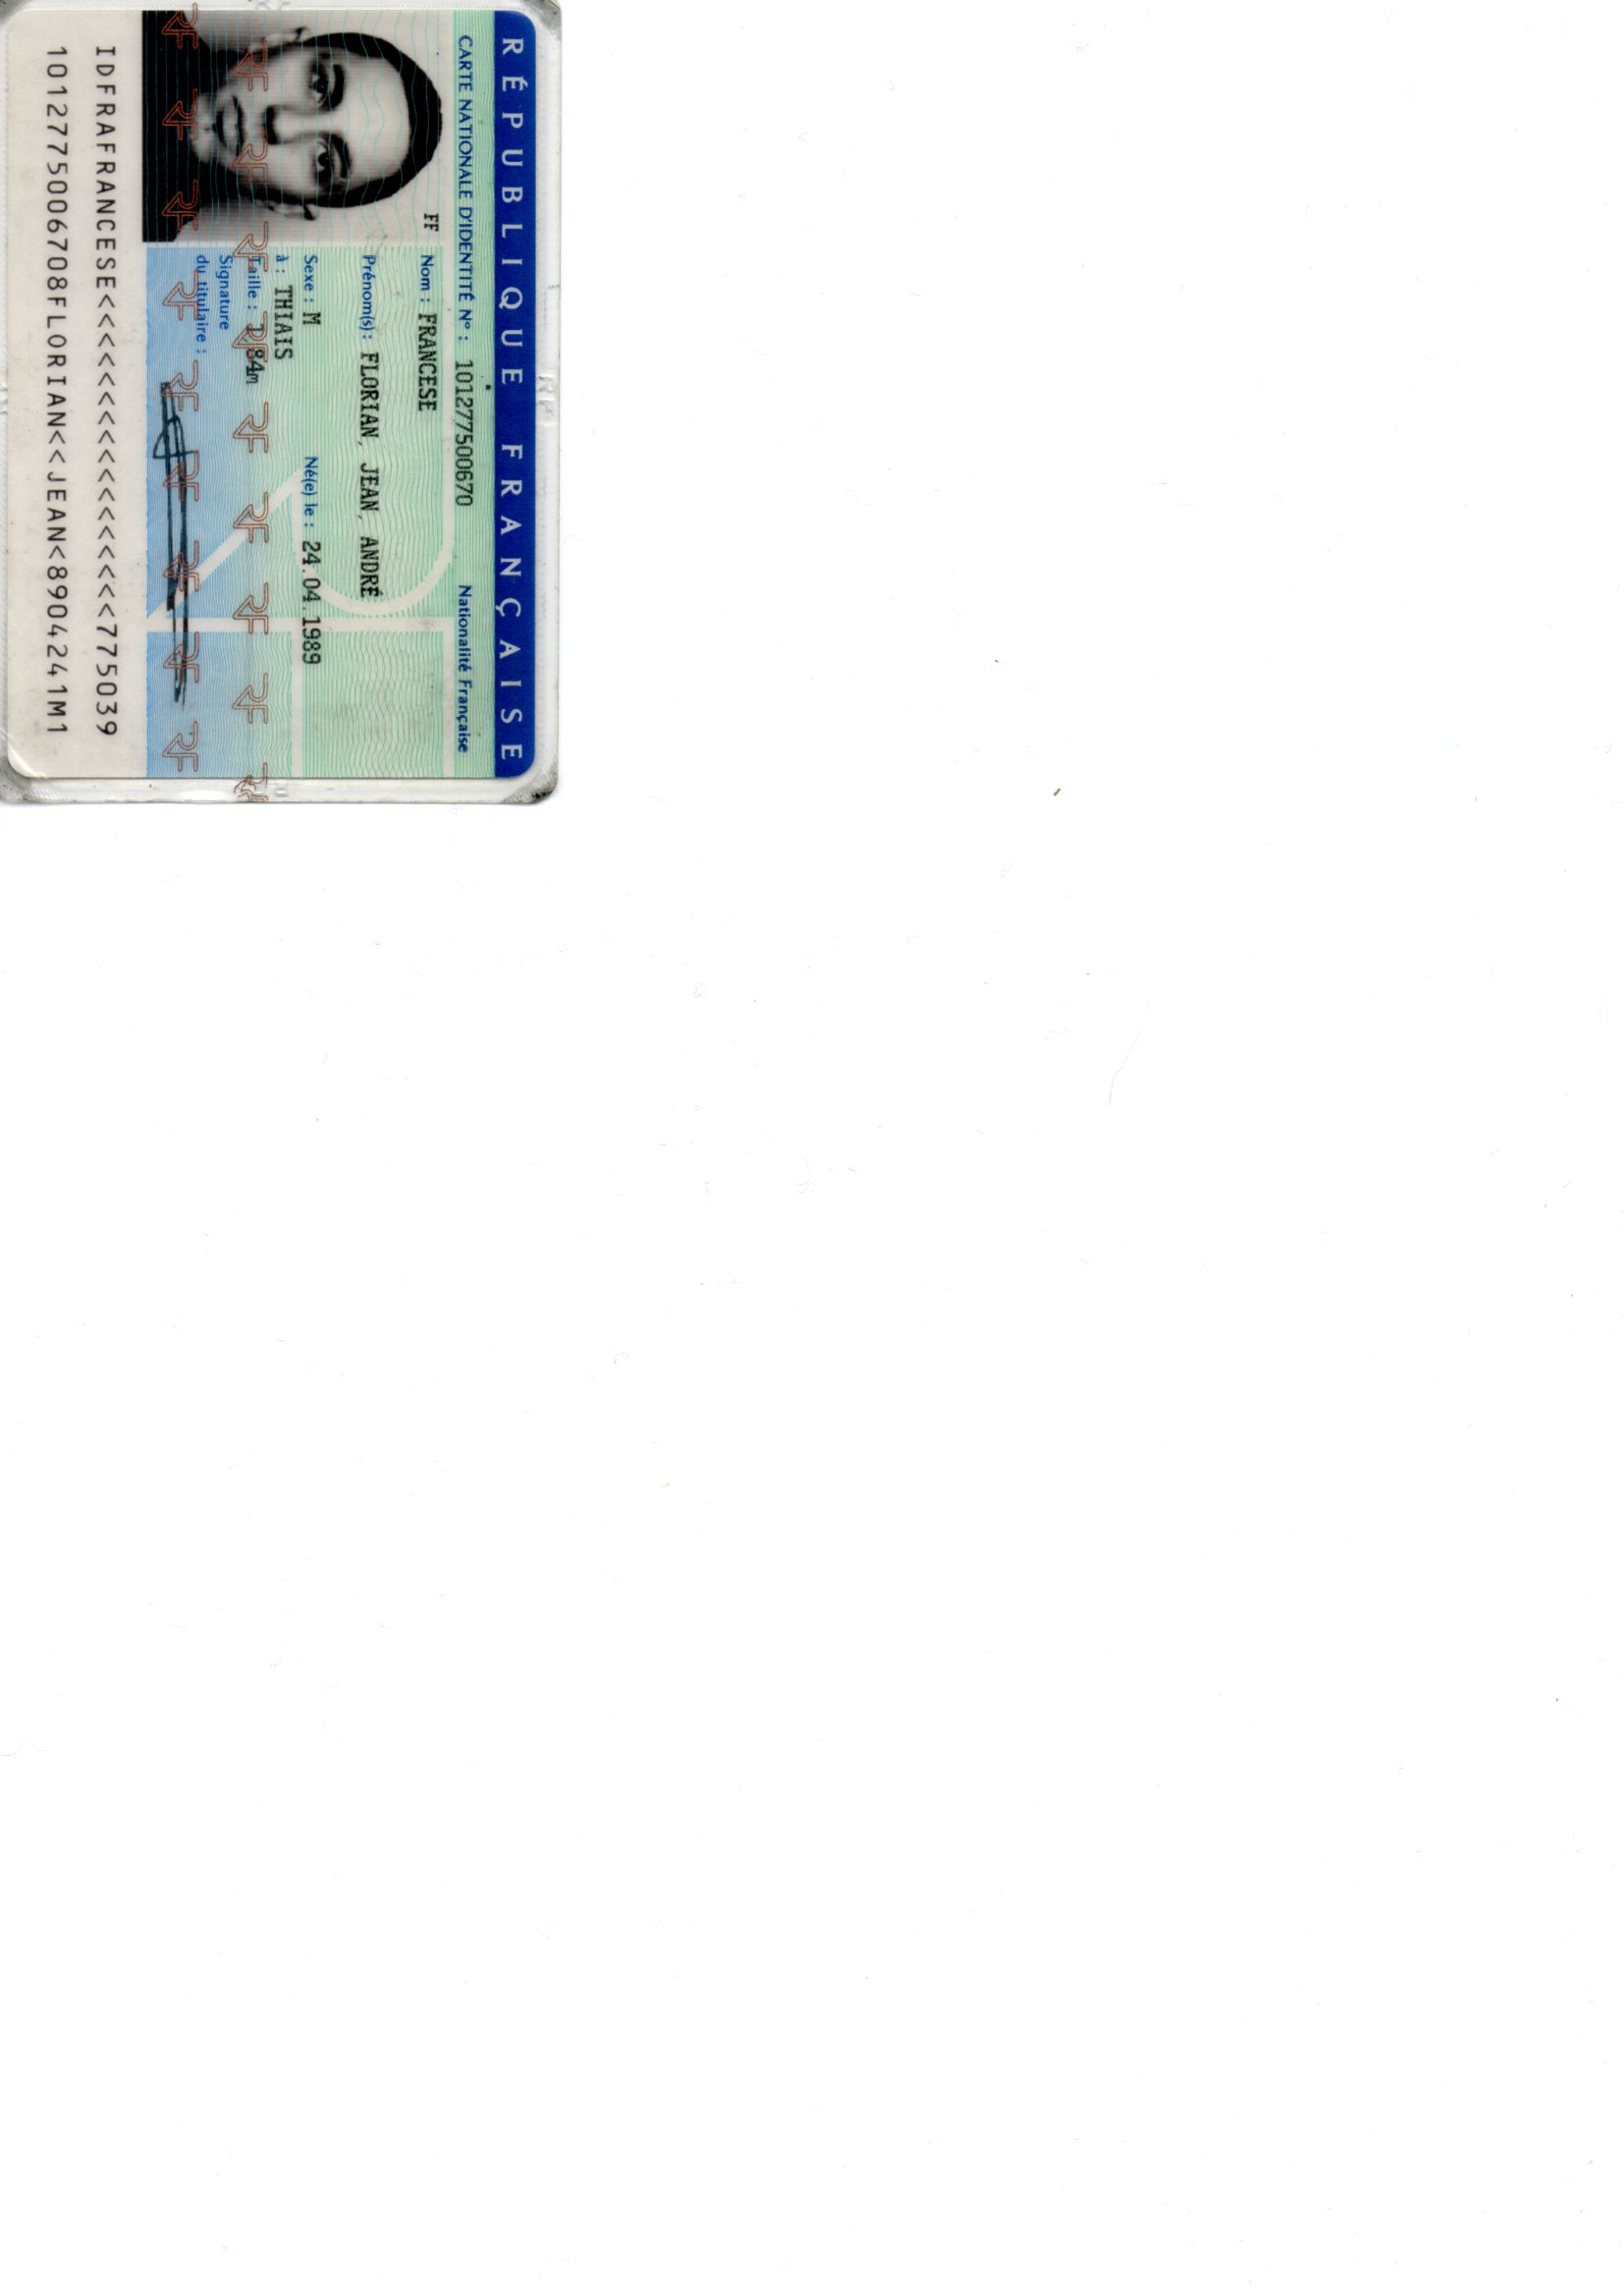 RÉPUBLIQUE FRANÇAISE
CARTE NATIONALE D'IDENTITÉ N° : 101277500670 Nationalité Française
FF
Nom : FRANCESE
Prénom(s) : FLORIAN, JEAN, ANDRÉ
Sexe : M Né(e) le : 24.04.1989
à : THIAIS
Taille : 1,84m
Signature
du titulaire :
IDFRAFRANCESE<<<<<<<<<<<<<<<<<775039
1012775006708FLORIAN<<JEAN<8904241M1